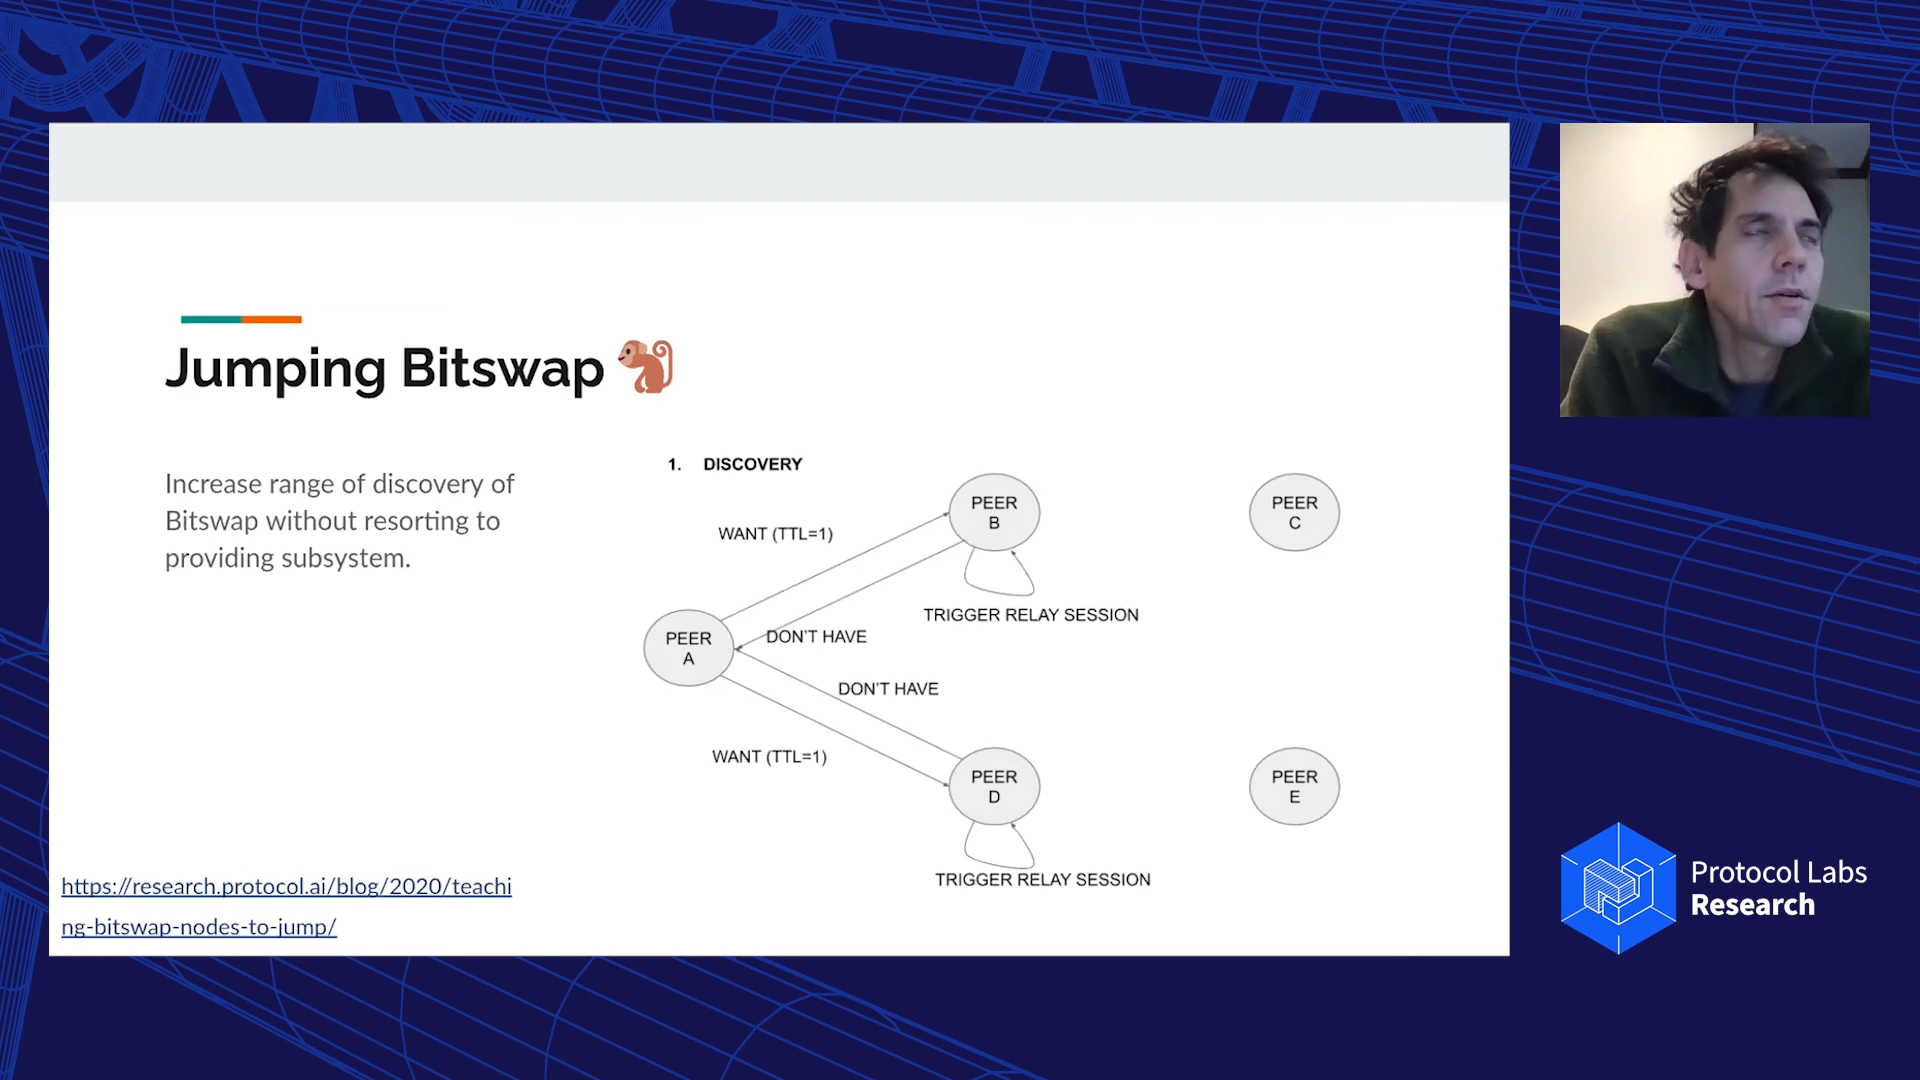 Jumping Bitswap
Increase range of discovery of
Bitswap without resorting to
providing subsystem.
https://research.protocol.ai/blog/2020/teachi
ng-bitswap-nodes-to-jump/
1. DISCOVERY
WANT (TTL=1)
PEER
B
PEER
C
TRIGGER RELAY SESSION
PEER
A
DON'T HAVE
DON'T HAVE
WANT (TTL=1)
PEER
D
PEER
E
TRIGGER RELAY SESSION
Protocol Labs
Research